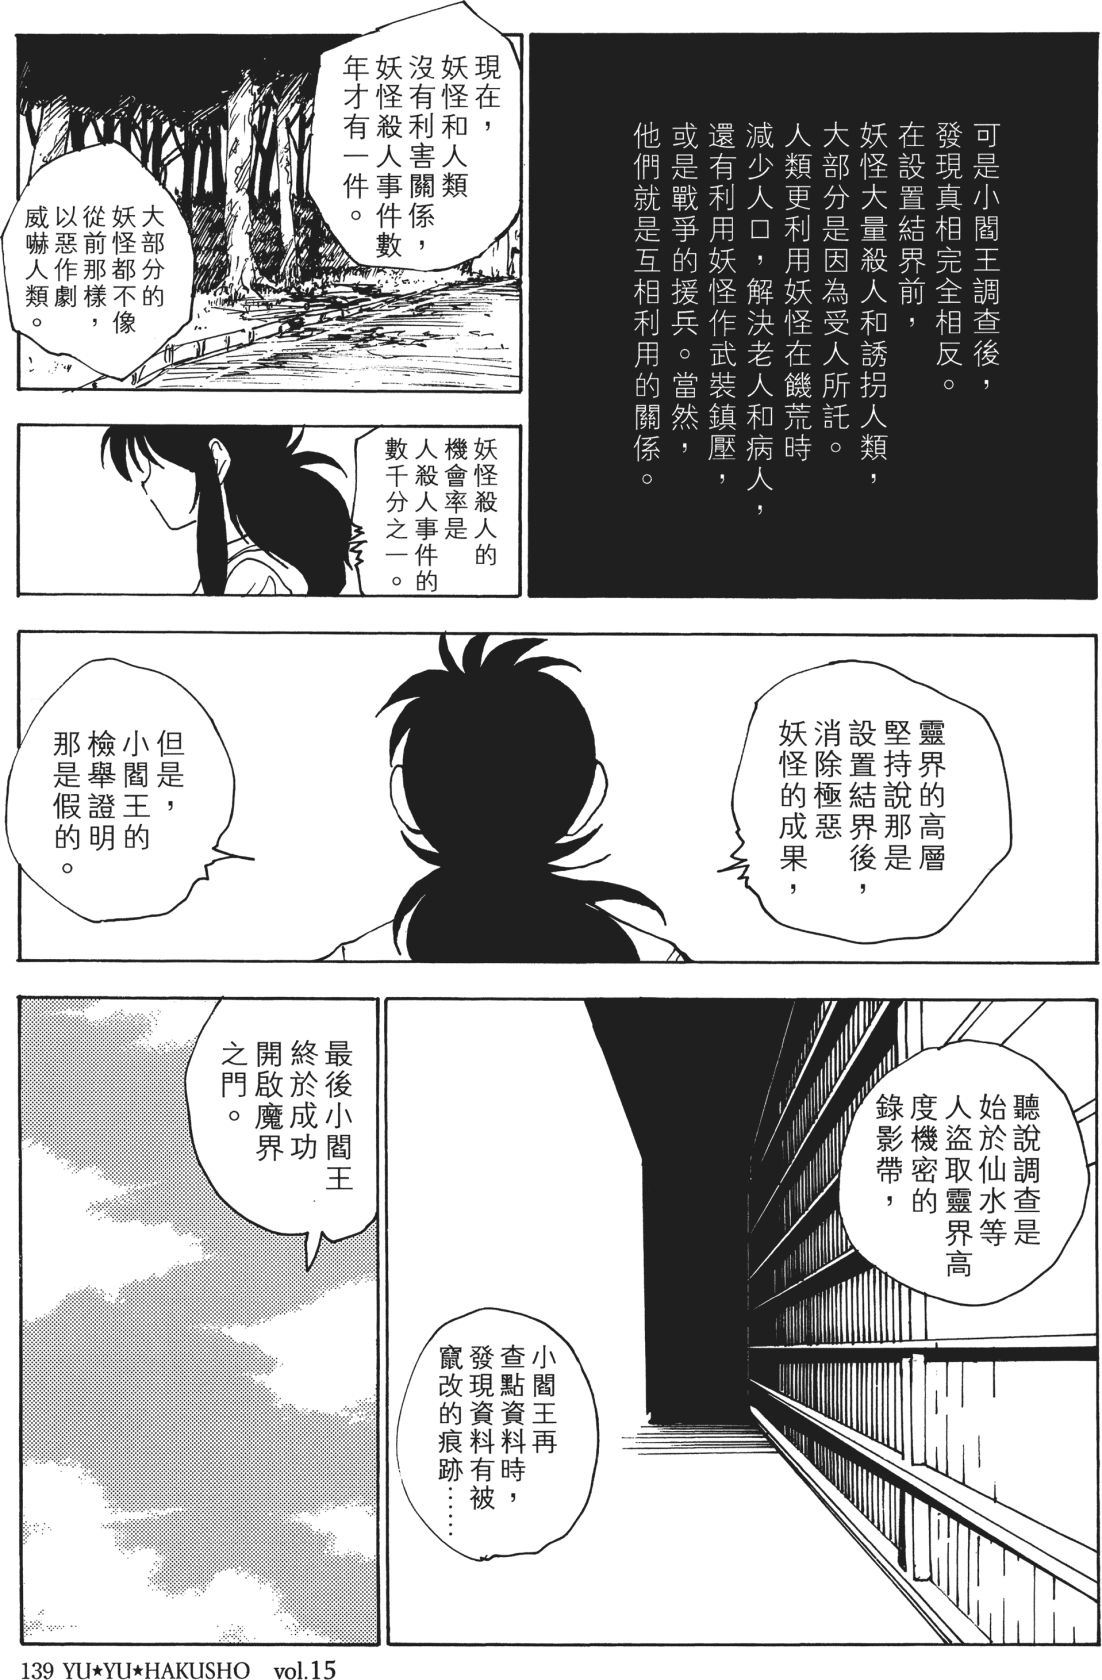 可是小閻王調查後，
發現真相完全相反。
在設置結界前，
妖怪大量殺人和誘拐人類，
大部分是因為受人所託。
人類更利用妖怪在饑荒時
減少人口，解決老人和病人，
還有利用妖怪作武裝鎮壓，
或是戰爭的援兵。當然，
他們就是互相利用的關係。
現在，
妖怪和人類
沒有利害關係，
妖怪殺人事件數
年才有一件。
大部分的
妖怪都不像
從前那樣，
以惡作劇
威嚇人類。
妖怪殺人的
機會率是
人殺人事件的
數千分之一。
靈界的高層
堅持說那是
設置結界後，
消除極惡
妖怪的成果，
但是，
小閻王的
檢舉證明
那是假的。
聽說調查是
始於仙水等
人盜取靈界高
度機密的
錄影帶，
小閻王再
查點資料時，
發現資料有被
竄改的痕跡……
最後小閻王
終於成功
開啟魔界
之門。
139 YU★YU★HAKUSHO vol.15